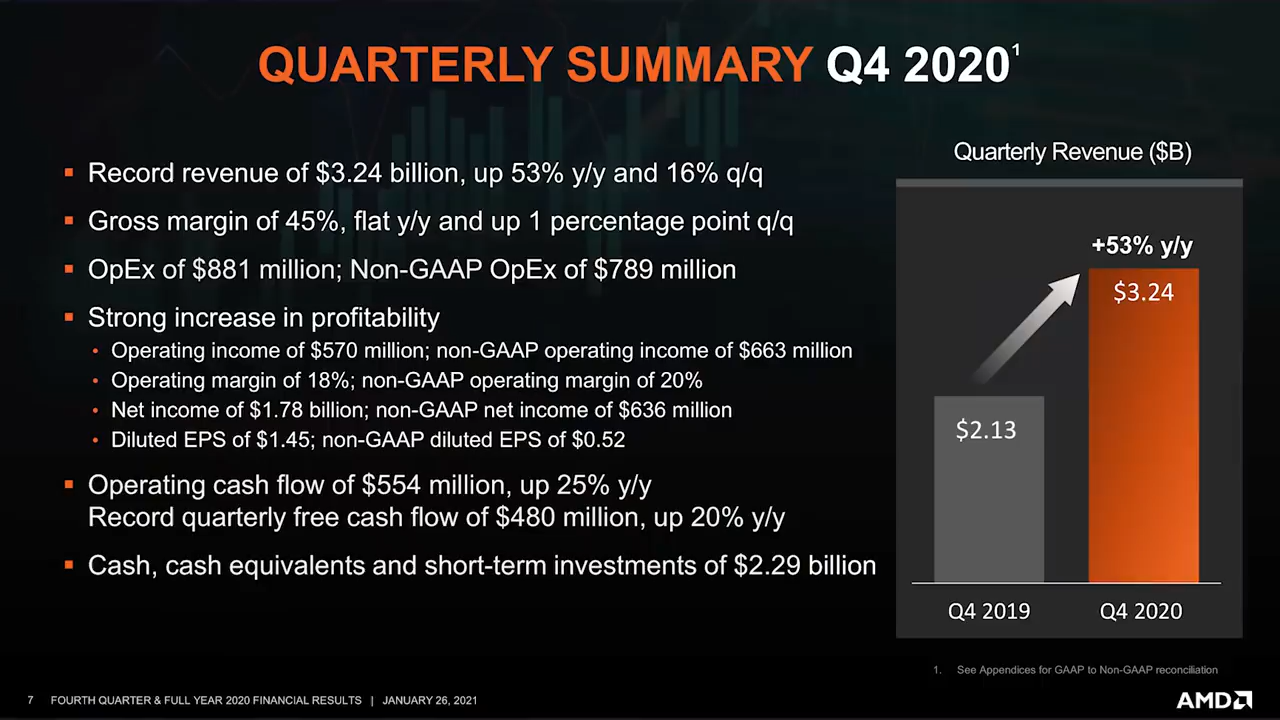 QUARTERLY SUMMARY Q4 2020¹
▪ Record revenue of $3.24 billion, up 53% y/y and 16% q/q
▪ Gross margin of 45%, flat y/y and up 1 percentage point q/q
▪ OpEx of $881 million; Non-GAAP OpEx of $789 million
▪ Strong increase in profitability
• Operating income of $570 million; non-GAAP operating income of $663 million
• Operating margin of 18%; non-GAAP operating margin of 20%
• Net income of $1.78 billion; non-GAAP net income of $636 million
• Diluted EPS of $1.45; non-GAAP diluted EPS of $0.52
▪ Operating cash flow of $554 million, up 25% y/y
Record quarterly free cash flow of $480 million, up 20% y/y
▪ Cash, cash equivalents and short-term investments of $2.29 billion
Quarterly Revenue ($B)
+53% y/y
$3.24
$2.13
Q4 2019 Q4 2020
1. See Appendices for GAAP to Non-GAAP reconciliation
7 FOURTH QUARTER & FULL YEAR 2020 FINANCIAL RESULTS | JANUARY 26, 2021
AMD